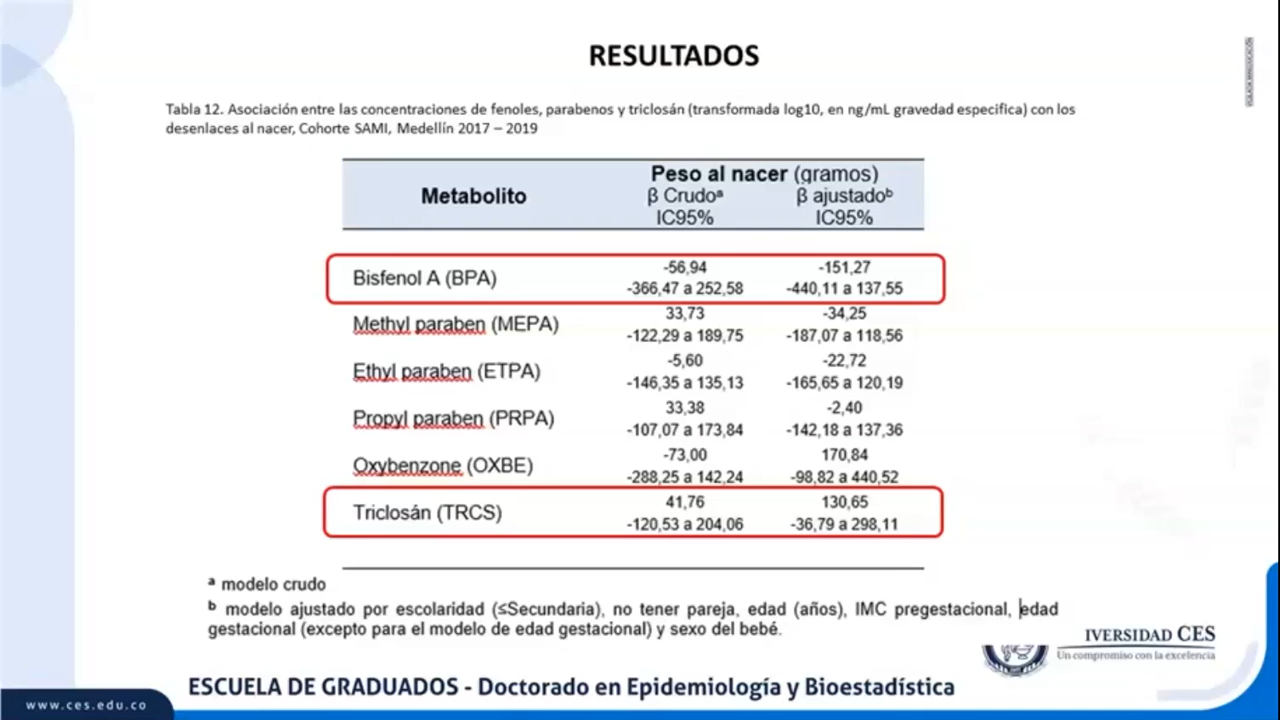 RESULTADOS
Tabla 12. Asociación entre las concentraciones de fenoles, parabenos y triclosán (transformada log10, en ng/mL gravedad especifica) con los
desenlaces al nacer, Cohorte SAMI, Medellín 2017 – 2019
Metabolito
Peso al nacer (gramos)
β Crudoᵃ β ajustadoᵇ
IC95% IC95%
Bisfenol A (BPA)
-56,94 -151,27
-366,47 a 252,58 -440,11 a 137,55
Methyl paraben (MEPA)
33,73 -34,25
-122,29 a 189,75 -187,07 a 118,56
Ethyl paraben (ETPA)
-5,60 -22,72
-146,35 a 135,13 -165,65 a 120,19
Propyl paraben (PRPA)
33,38 -2,40
-107,07 a 173,84 -142,18 a 137,36
Oxybenzone (OXBE)
-73,00 170,84
-288,25 a 142,24 -98,82 a 440,52
Triclosán (TRCS)
41,76 130,65
-120,53 a 204,06 -36,79 a 298,11
ᵃ modelo crudo
ᵇ modelo ajustado por escolaridad (≤Secundaria), no tener pareja, edad (años), IMC pregestacional, edad
gestacional (excepto para el modelo de edad gestacional) y sexo del bebé.
IVERSIDAD CES
Un compromiso con la excelencia
ESCUELA DE GRADUADOS - Doctorado en Epidemiología y Bioestadística
www.ces.edu.co